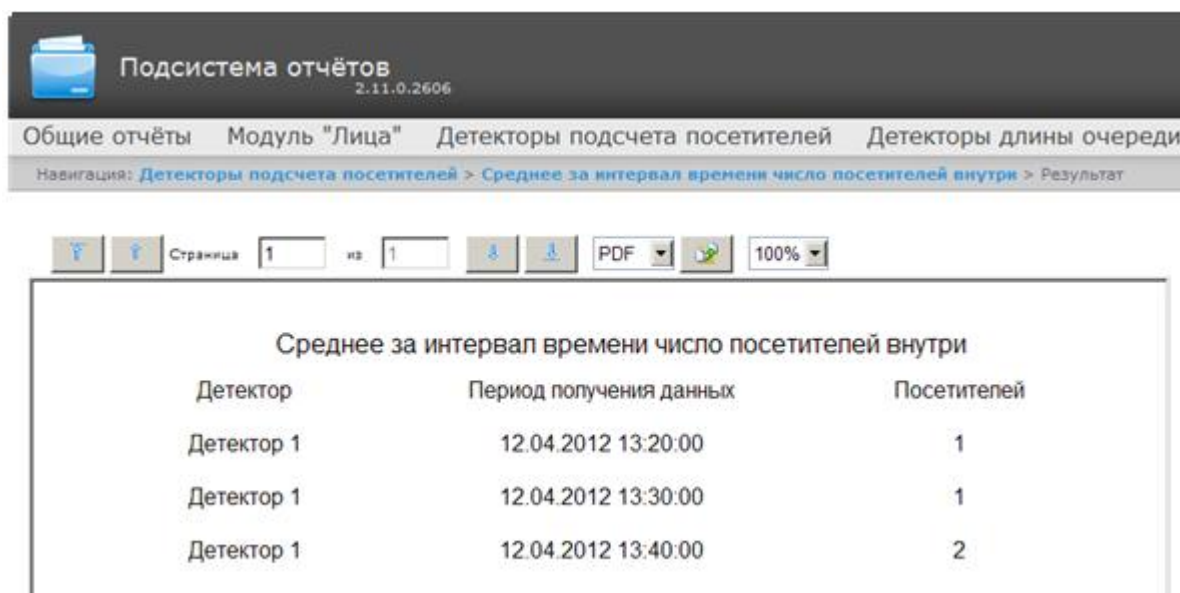 Подсистема отчётов
2.11.0.2606
Общие отчёты Модуль "Лица" Детекторы подсчета посетителей Детекторы длины очереди
Навигация: Детекторы подсчета посетителей > Среднее за интервал времени число посетителей внутри > Результат
Страница 1 из 1 PDF 100%
Среднее за интервал времени число посетителей внутри
Детектор Период получения данных Посетителей
Детектор 1 12.04.2012 13:20:00 1
Детектор 1 12.04.2012 13:30:00 1
Детектор 1 12.04.2012 13:40:00 2